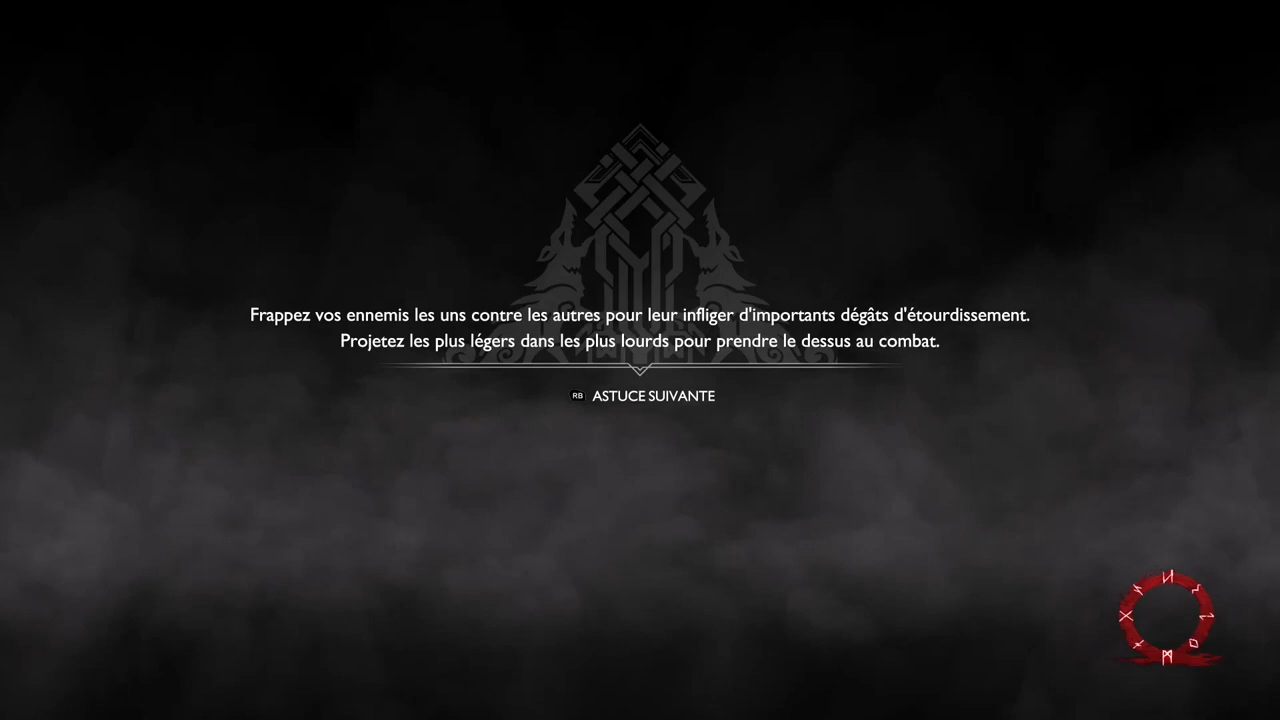 Frappez vos ennemis les uns contre les autres pour leur infliger d'importants dégâts d'étourdissement.
Projetez les plus légers dans les plus lourds pour prendre le dessus au combat.
RB ASTUCE SUIVANTE